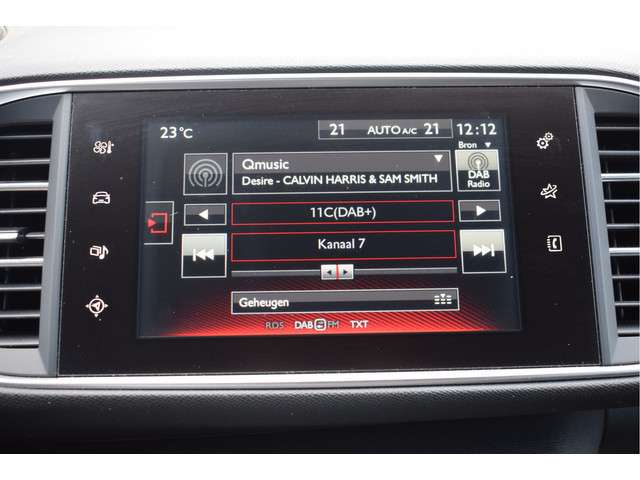 23°C 21 AUTO A/C 21 12:12
Bron
Qmusic
Desire - CALVIN HARRIS & SAM SMITH
DAB
Radio
11C(DAB+)
Kanaal 7
Geheugen
RDS DAB FM TXT